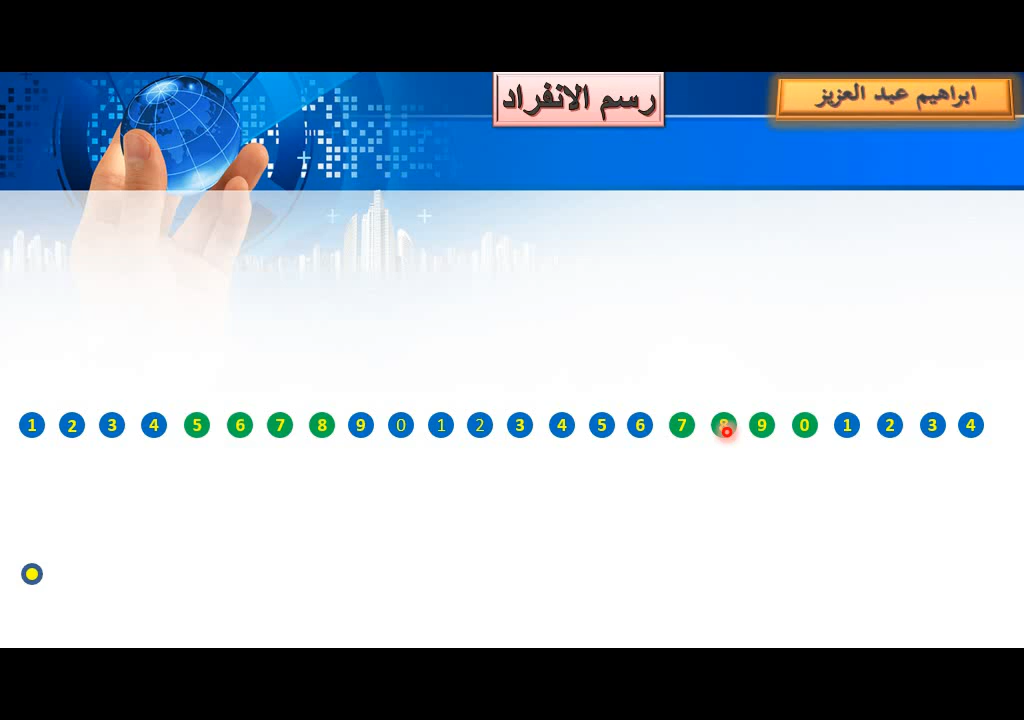 رسم الانفراد
ابراهيم عبد العزيز
1 2 3 4 5 6 7 8 9 0 1 2 3 4 5 6 7 8 9 0 1 2 3 4